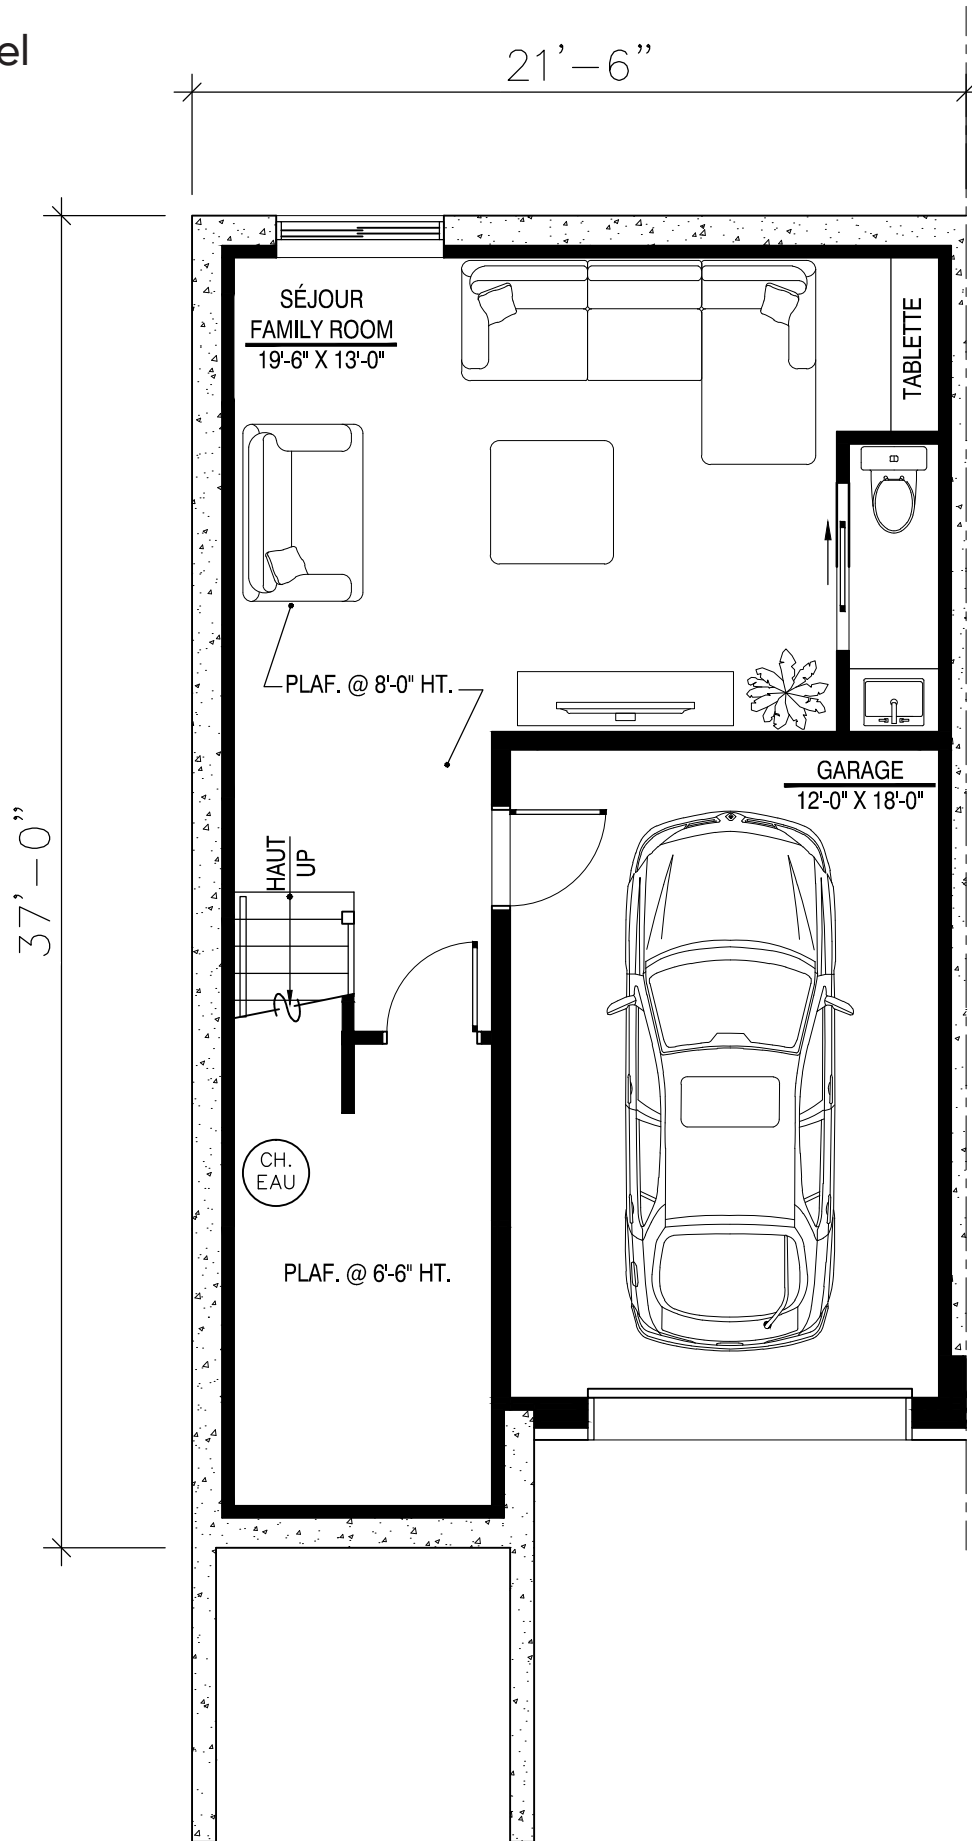 el
21'-6"
SÉJOUR
FAMILY ROOM
19'-6" X 13'-0"
TABLETTE
PLAF. @ 8'-0" HT.
GARAGE
12'-0" X 18'-0"
37'-0"
HAUT
UP
CH.
EAU
PLAF. @ 6'-6" HT.